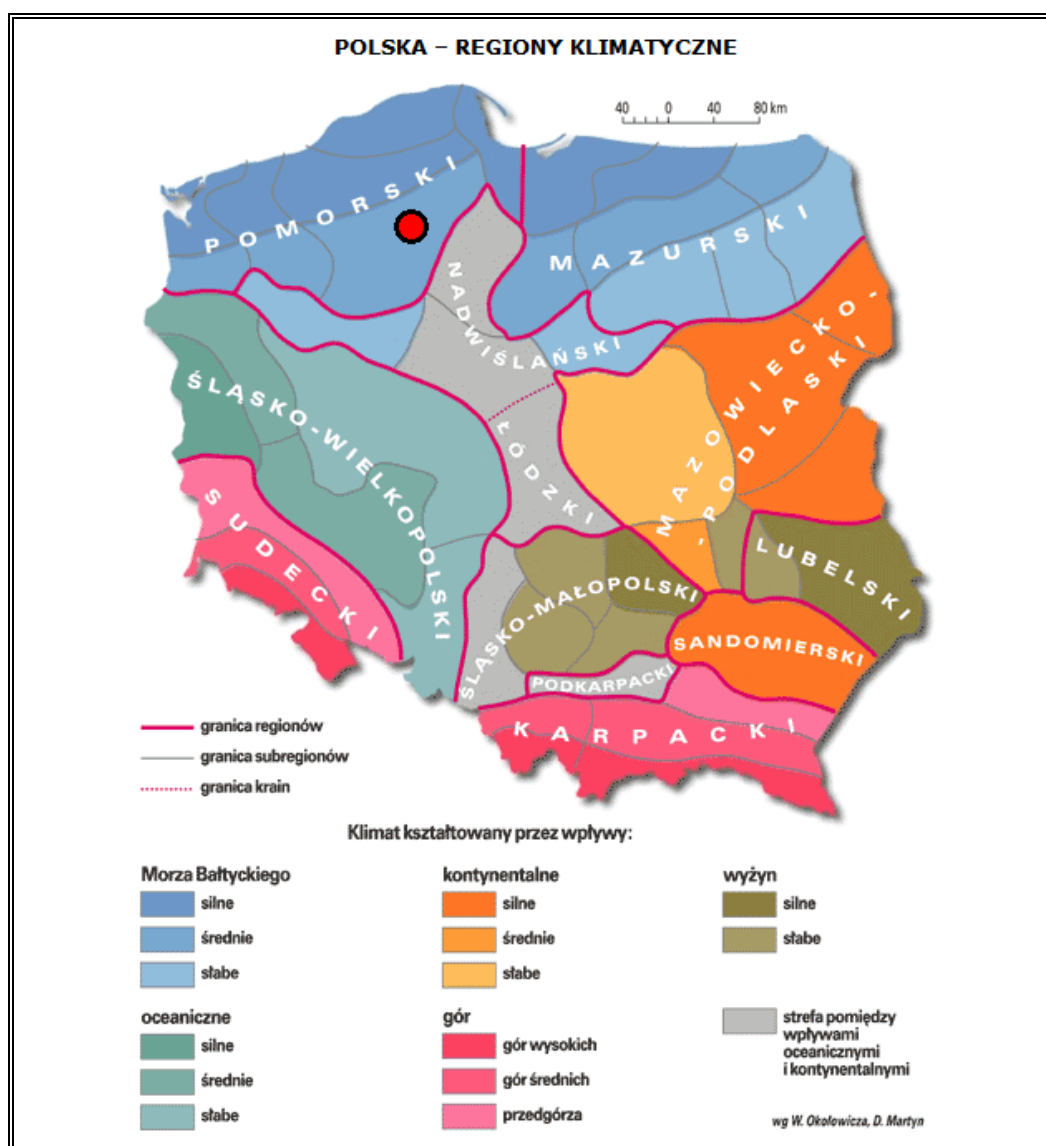 POLSKA – REGIONY KLIMATYCZNE
40 0 40 80 km
POMORSKI
MAZURSKI
NADWIŚLAŃSKI
MAZOWIECKO-
-PODLASKI
ŚLĄSKO-WIELKOPOLSKI
ŁÓDZKI
SUDECKI
LUBELSKI
ŚLĄSKO-MAŁOPOLSKI
SANDOMIERSKI
PODKARPACKI
KARPACKI
granica regionów
granica subregionów
granica krain
Klimat kształtowany przez wpływy:
Morza Bałtyckiego
silne
średnie
słabe
kontynentalne
silne
średnie
słabe
wyżyn
silne
słabe
oceaniczne
silne
średnie
słabe
gór
gór wysokich
gór średnich
przedgórza
strefa pomiędzy
wpływami
oceanicznymi
i kontynentalnymi
wg W. Okołowicza, D. Martyn